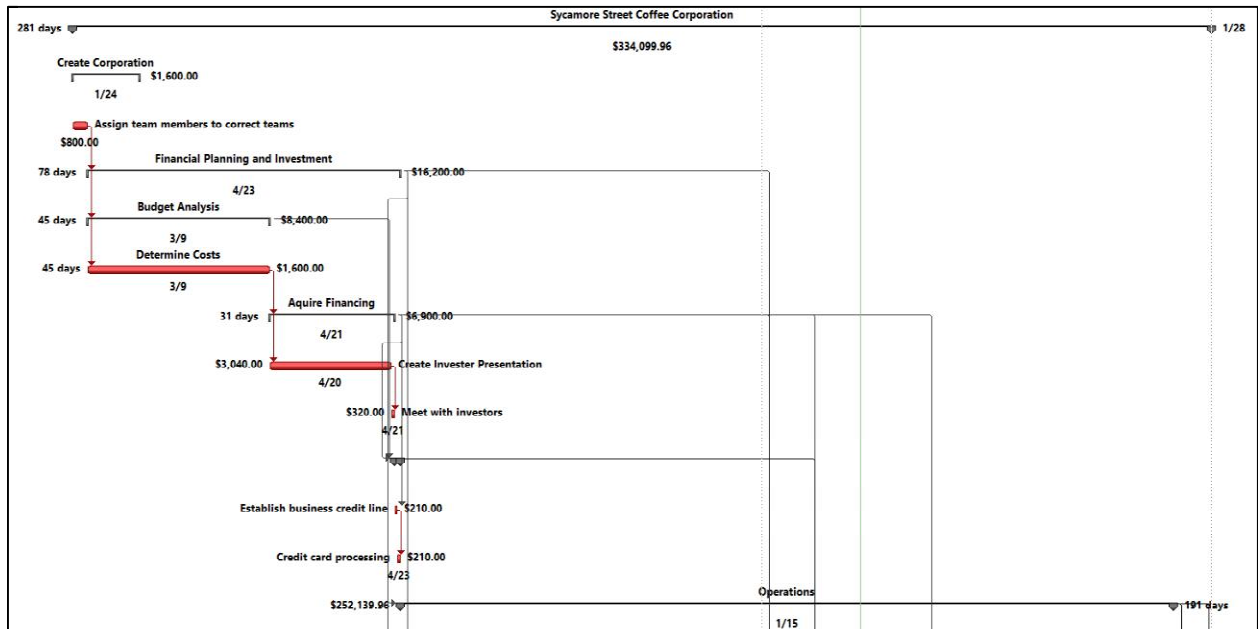 Sycamore Street Coffee Corporation
281 days
1/28
$334,099.96
Create Corporation
$1,600.00
1/24
Assign team members to correct teams
$800.00
Financial Planning and Investment
78 days
$16,200.00
4/23
Budget Analysis
45 days
$8,400.00
3/9
Determine Costs
45 days
$1,600.00
3/9
Aquire Financing
31 days
$6,900.00
4/21
$3,040.00
Create Invester Presentation
4/20
$320.00
Meet with investors
4/21
Establish business credit line
$210.00
Credit card processing
$210.00
4/23
Operations
$252,139.96
191 days
1/15